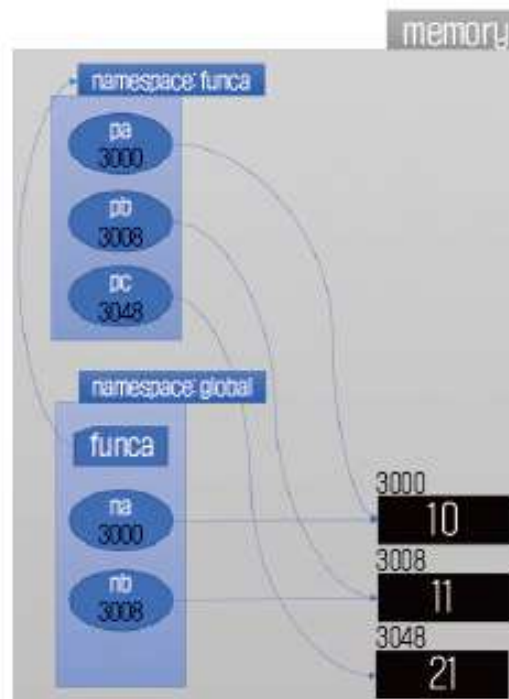 memory
namespace: funca
pa
3000
pb
3008
pc
3048
namespace: global
funca
na
3000
nb
3008
3000
10
3008
11
3048
21